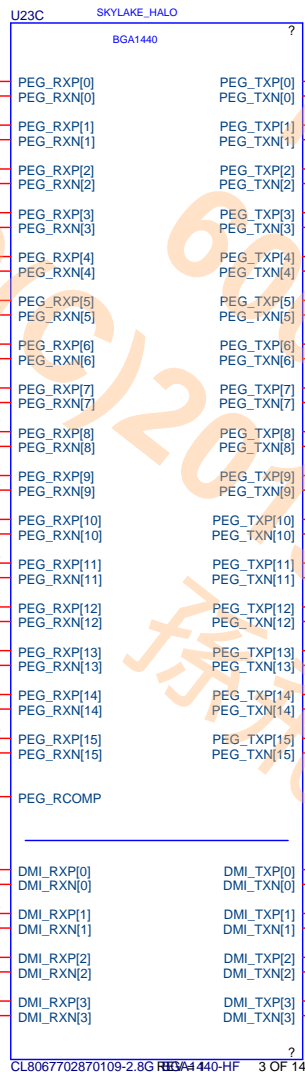 U23C SKYLAKE_HALO
?
BGA1440
PEG_RXP[0] PEG_TXP[0]
PEG_RXN[0] PEG_TXN[0]
PEG_RXP[1] PEG_TXP[1]
PEG_RXN[1] PEG_TXN[1]
PEG_RXP[2] PEG_TXP[2]
PEG_RXN[2] PEG_TXN[2]
PEG_RXP[3] PEG_TXP[3]
PEG_RXN[3] PEG_TXN[3]
PEG_RXP[4] PEG_TXP[4]
PEG_RXN[4] PEG_TXN[4]
PEG_RXP[5] PEG_TXP[5]
PEG_RXN[5] PEG_TXN[5]
PEG_RXP[6] PEG_TXP[6]
PEG_RXN[6] PEG_TXN[6]
PEG_RXP[7] PEG_TXP[7]
PEG_RXN[7] PEG_TXN[7]
PEG_RXP[8] PEG_TXP[8]
PEG_RXN[8] PEG_TXN[8]
PEG_RXP[9] PEG_TXP[9]
PEG_RXN[9] PEG_TXN[9]
PEG_RXP[10] PEG_TXP[10]
PEG_RXN[10] PEG_TXN[10]
PEG_RXP[11] PEG_TXP[11]
PEG_RXN[11] PEG_TXN[11]
PEG_RXP[12] PEG_TXP[12]
PEG_RXN[12] PEG_TXN[12]
PEG_RXP[13] PEG_TXP[13]
PEG_RXN[13] PEG_TXN[13]
PEG_RXP[14] PEG_TXP[14]
PEG_RXN[14] PEG_TXN[14]
PEG_RXP[15] PEG_TXP[15]
PEG_RXN[15] PEG_TXN[15]
PEG_RCOMP
DMI_RXP[0] DMI_TXP[0]
DMI_RXN[0] DMI_TXN[0]
DMI_RXP[1] DMI_TXP[1]
DMI_RXN[1] DMI_TXN[1]
DMI_RXP[2] DMI_TXP[2]
DMI_RXN[2] DMI_TXN[2]
DMI_RXP[3] DMI_TXP[3]
DMI_RXN[3] DMI_TXN[3]
?
CL8067702870109-2.8G 3 OF 14